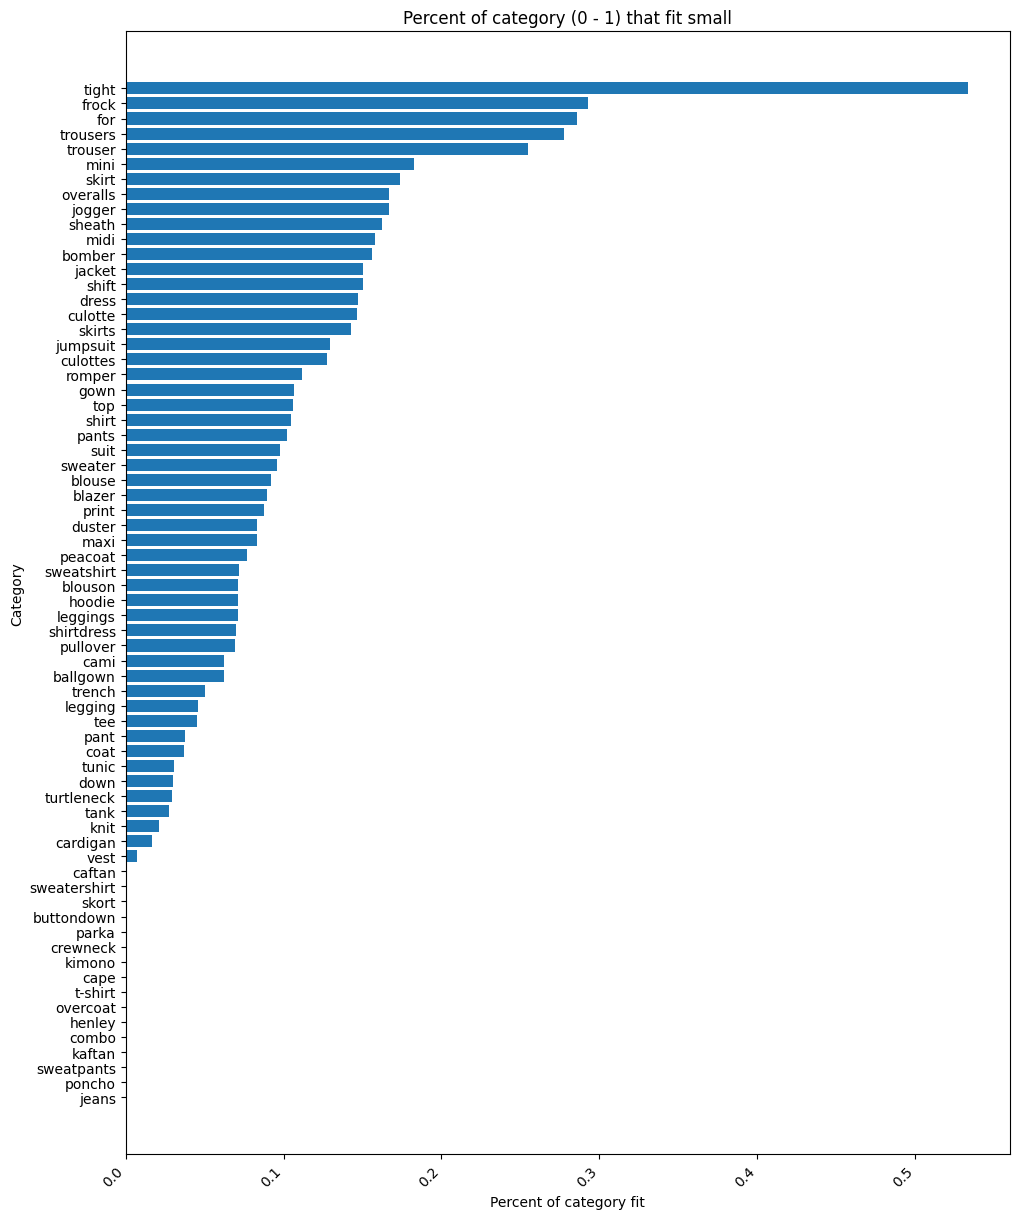 Percent of category (0 - 1) that fit small
tight
frock
for
trousers
trouser
mini
skirt
overalls
jogger
sheath
midi
bomber
jacket
shift
dress
culotte
skirts
jumpsuit
culottes
romper
gown
top
shirt
pants
suit
sweater
blouse
blazer
print
duster
maxi
peacoat
sweatshirt
blouson
hoodie
leggings
shirtdress
pullover
cami
ballgown
trench
legging
tee
pant
coat
tunic
down
turtleneck
tank
knit
cardigan
vest
caftan
sweatershirt
skort
buttondown
parka
crewneck
kimono
cape
t-shirt
overcoat
henley
combo
kaftan
sweatpants
poncho
jeans
Category
0.0 0.1 0.2 0.3 0.4 0.5
Percent of category fit